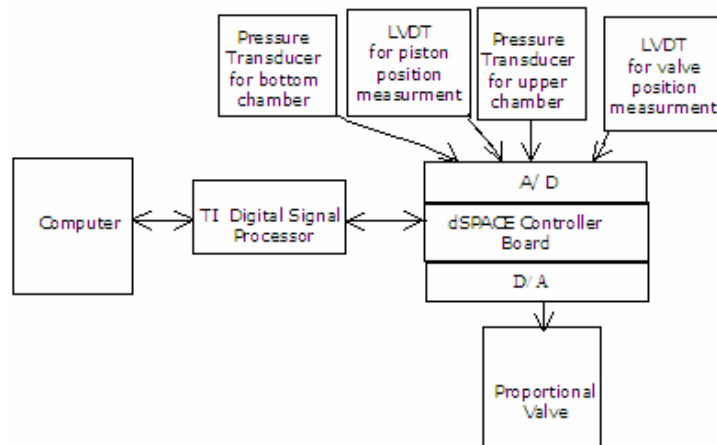 Pressure
Transducer
for bottom
chamber
LVDT
for piston
position
measurment
Pressure
Transducer
for upper
chamber
LVDT
for valve
position
measurment
A/D
Computer
TI Digital Signal
Processor
dSPACE Controller
Board
D/A
Proportional
Valve